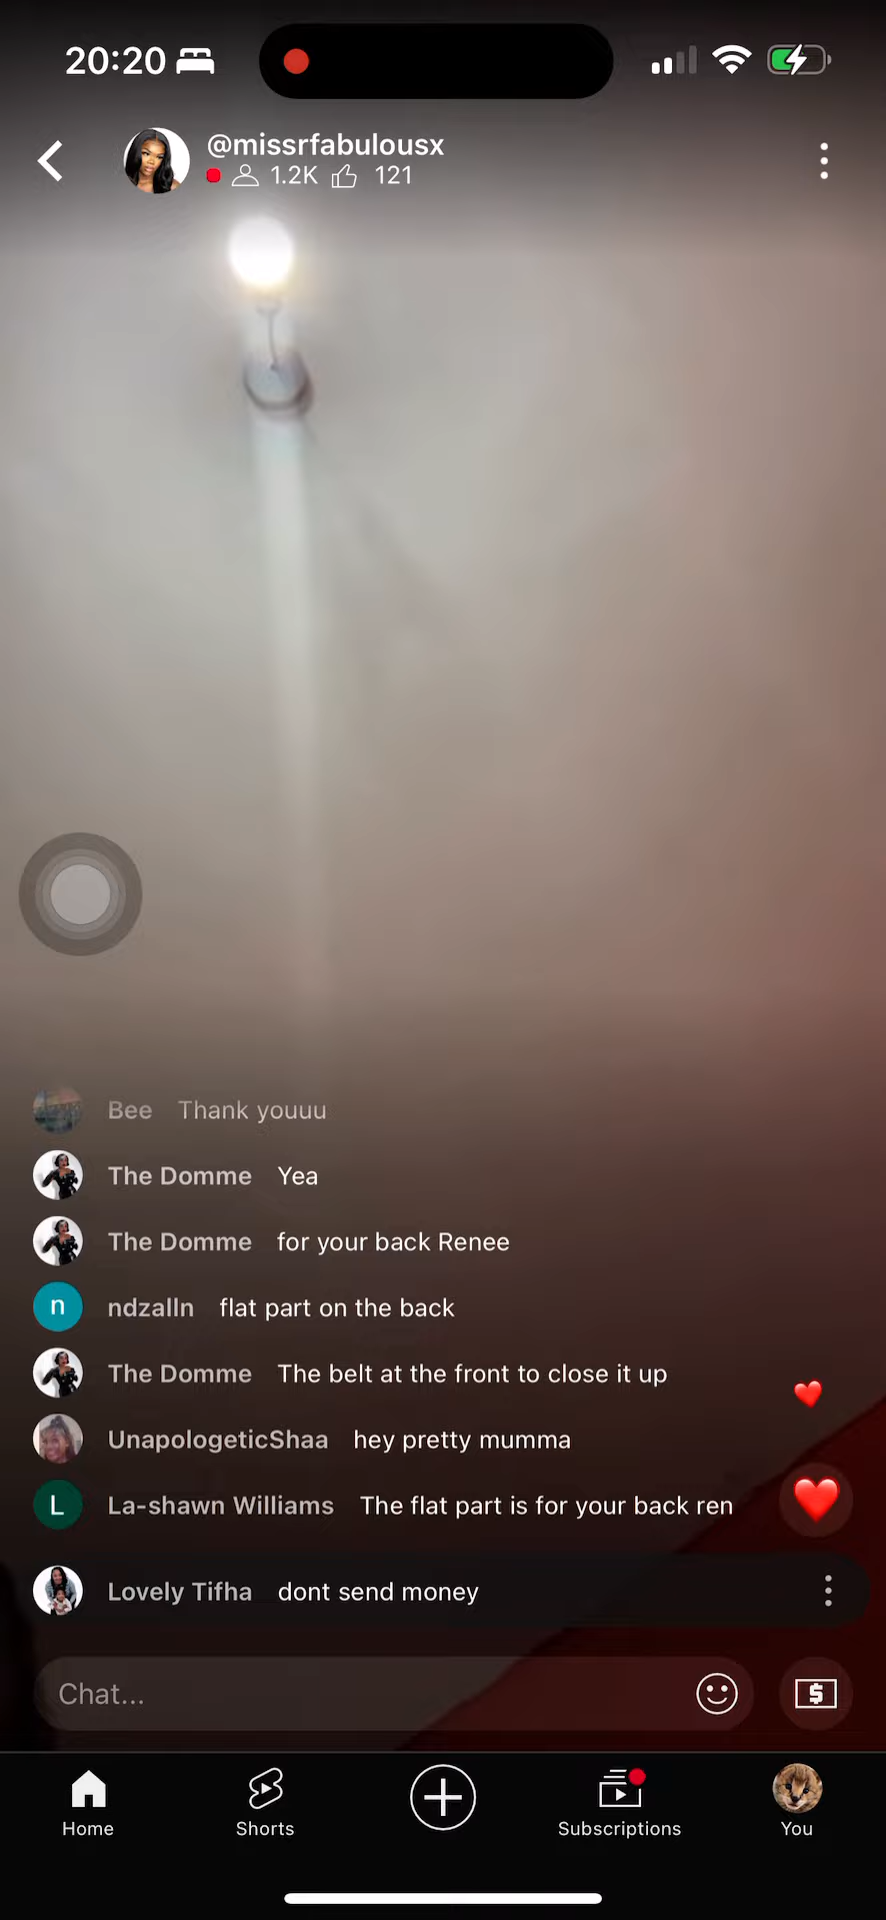 20:20
@missrfabulousx
1.2K 121
Bee Thank youuu
The Domme Yea
The Domme for your back Renee
n ndzalln flat part on the back
The Domme The belt at the front to close it up
UnapologeticShaa hey pretty mumma
L La-shawn Williams The flat part is for your back ren
Lovely Tifha dont send money
Chat...
$
Home Shorts Subscriptions You